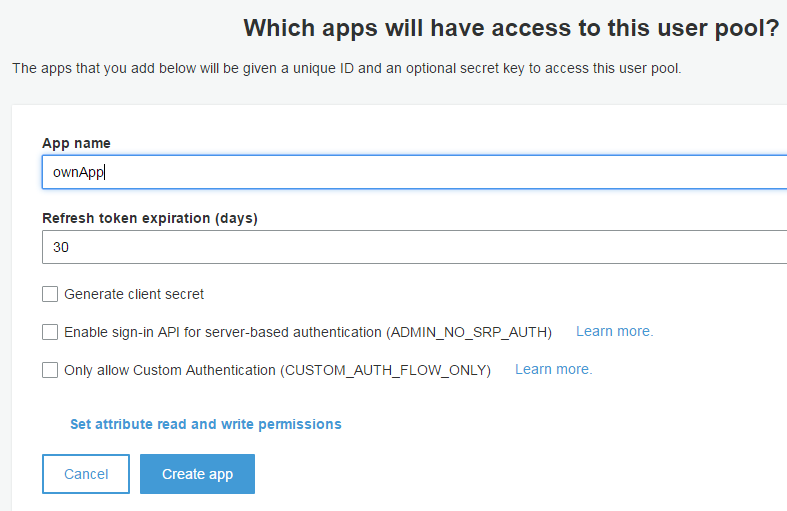 Which apps will have access to this user pool?
The apps that you add below will be given a unique ID and an optional secret key to access this user pool.
App name
ownApp
Refresh token expiration (days)
30
Generate client secret
Enable sign-in API for server-based authentication (ADMIN_NO_SRP_AUTH) Learn more.
Only allow Custom Authentication (CUSTOM_AUTH_FLOW_ONLY) Learn more.
Set attribute read and write permissions
Cancel Create app